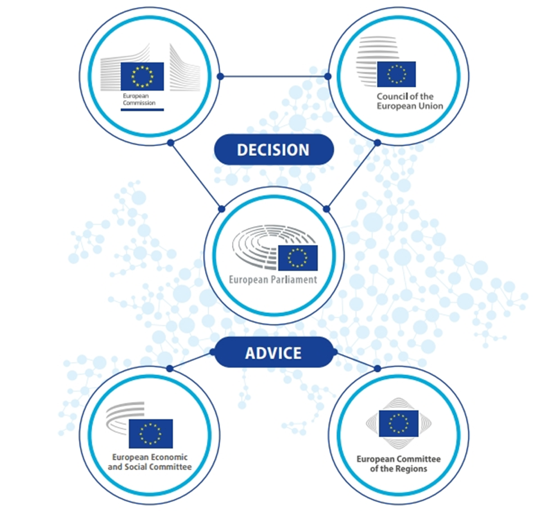 European
Commission
Council of the
European Union
DECISION
European Parliament
ADVICE
European Economic
and Social Committee
European Committee
of the Regions